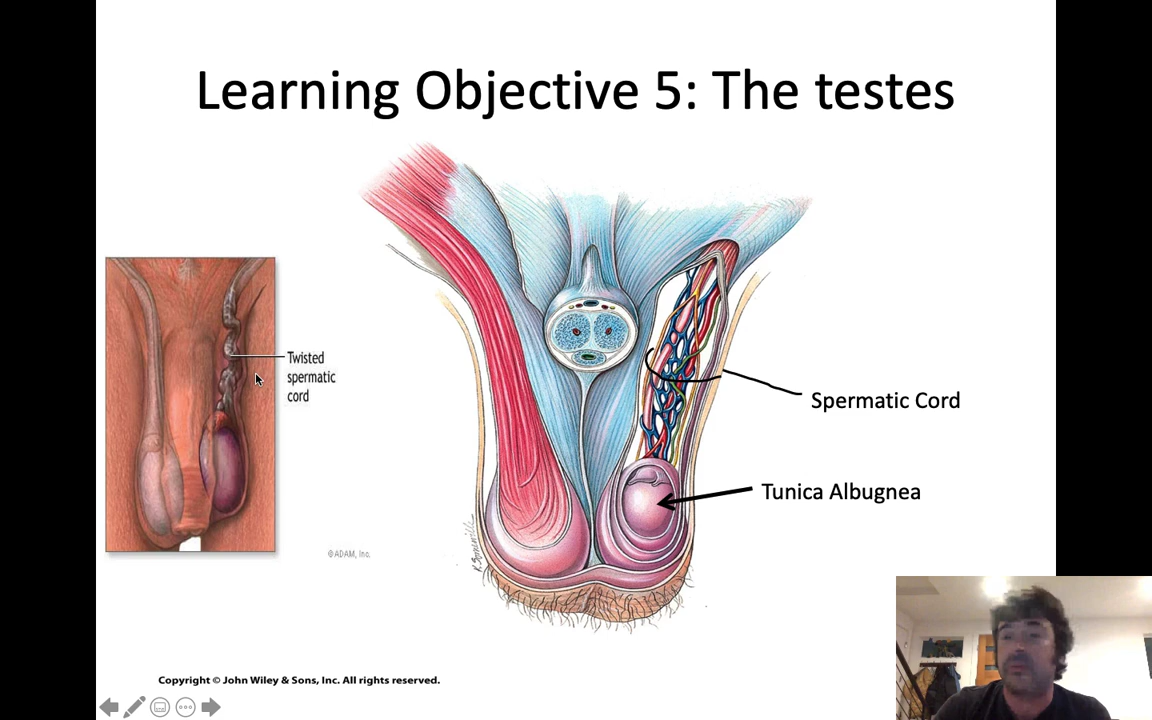 Learning Objective 5: The testes
Twisted
spermatic
cord
Spermatic Cord
Tunica Albugnea
©ADAM, Inc.
Copyright © John Wiley & Sons, Inc. All rights reserved.